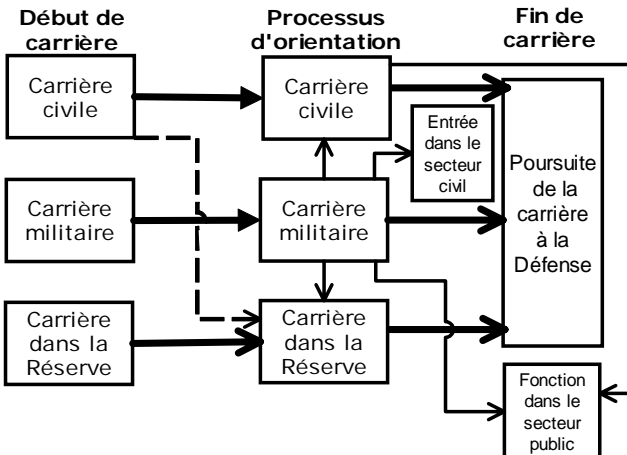 Début de
carrière
Processus
d'orientation
Fin de
carrière
Carrière
civile
Carrière
civile
Entrée
dans le
secteur
civil
Poursuite
de la
carrière
à la
Défense
Carrière
militaire
Carrière
militaire
Carrière
dans la
Réserve
Carrière
dans la
Réserve
Fonction
dans le
secteur
public